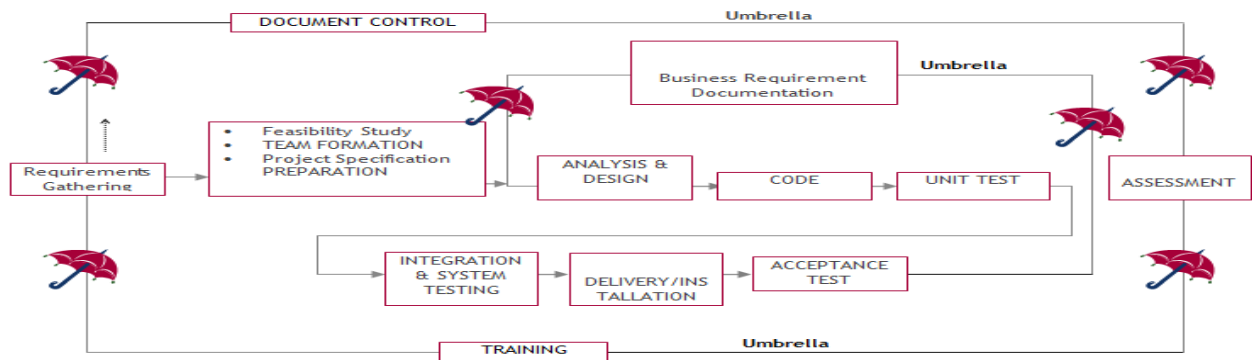 DOCUMENT CONTROL
Umbrella
Business Requirement
Documentation
Umbrella
• Feasibility Study
• TEAM FORMATION
• Project Specification
PREPARATION
Requirements
Gathering
ANALYSIS &
DESIGN
CODE
UNIT TEST
ASSESSMENT
INTEGRATION
& SYSTEM
TESTING
DELIVERY/INS
TALLATION
ACCEPTANCE
TEST
TRAINING
Umbrella